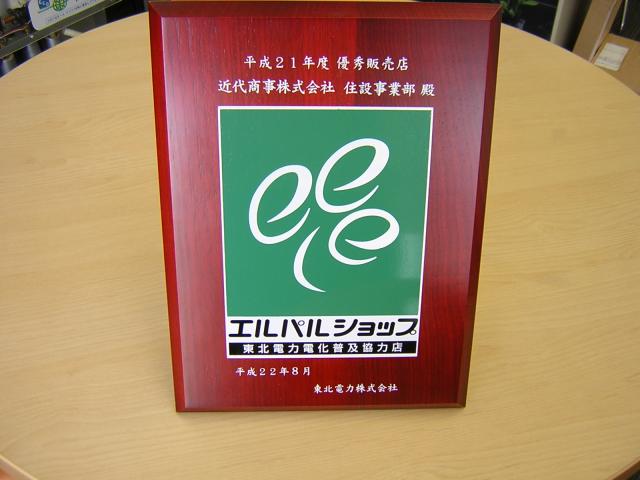 平成21年度 優秀販売店
近代商事株式会社 住設事業部 殿
eee
エルパルショップ
東北電力電化普及協力店
平成22年8月
東北電力株式会社